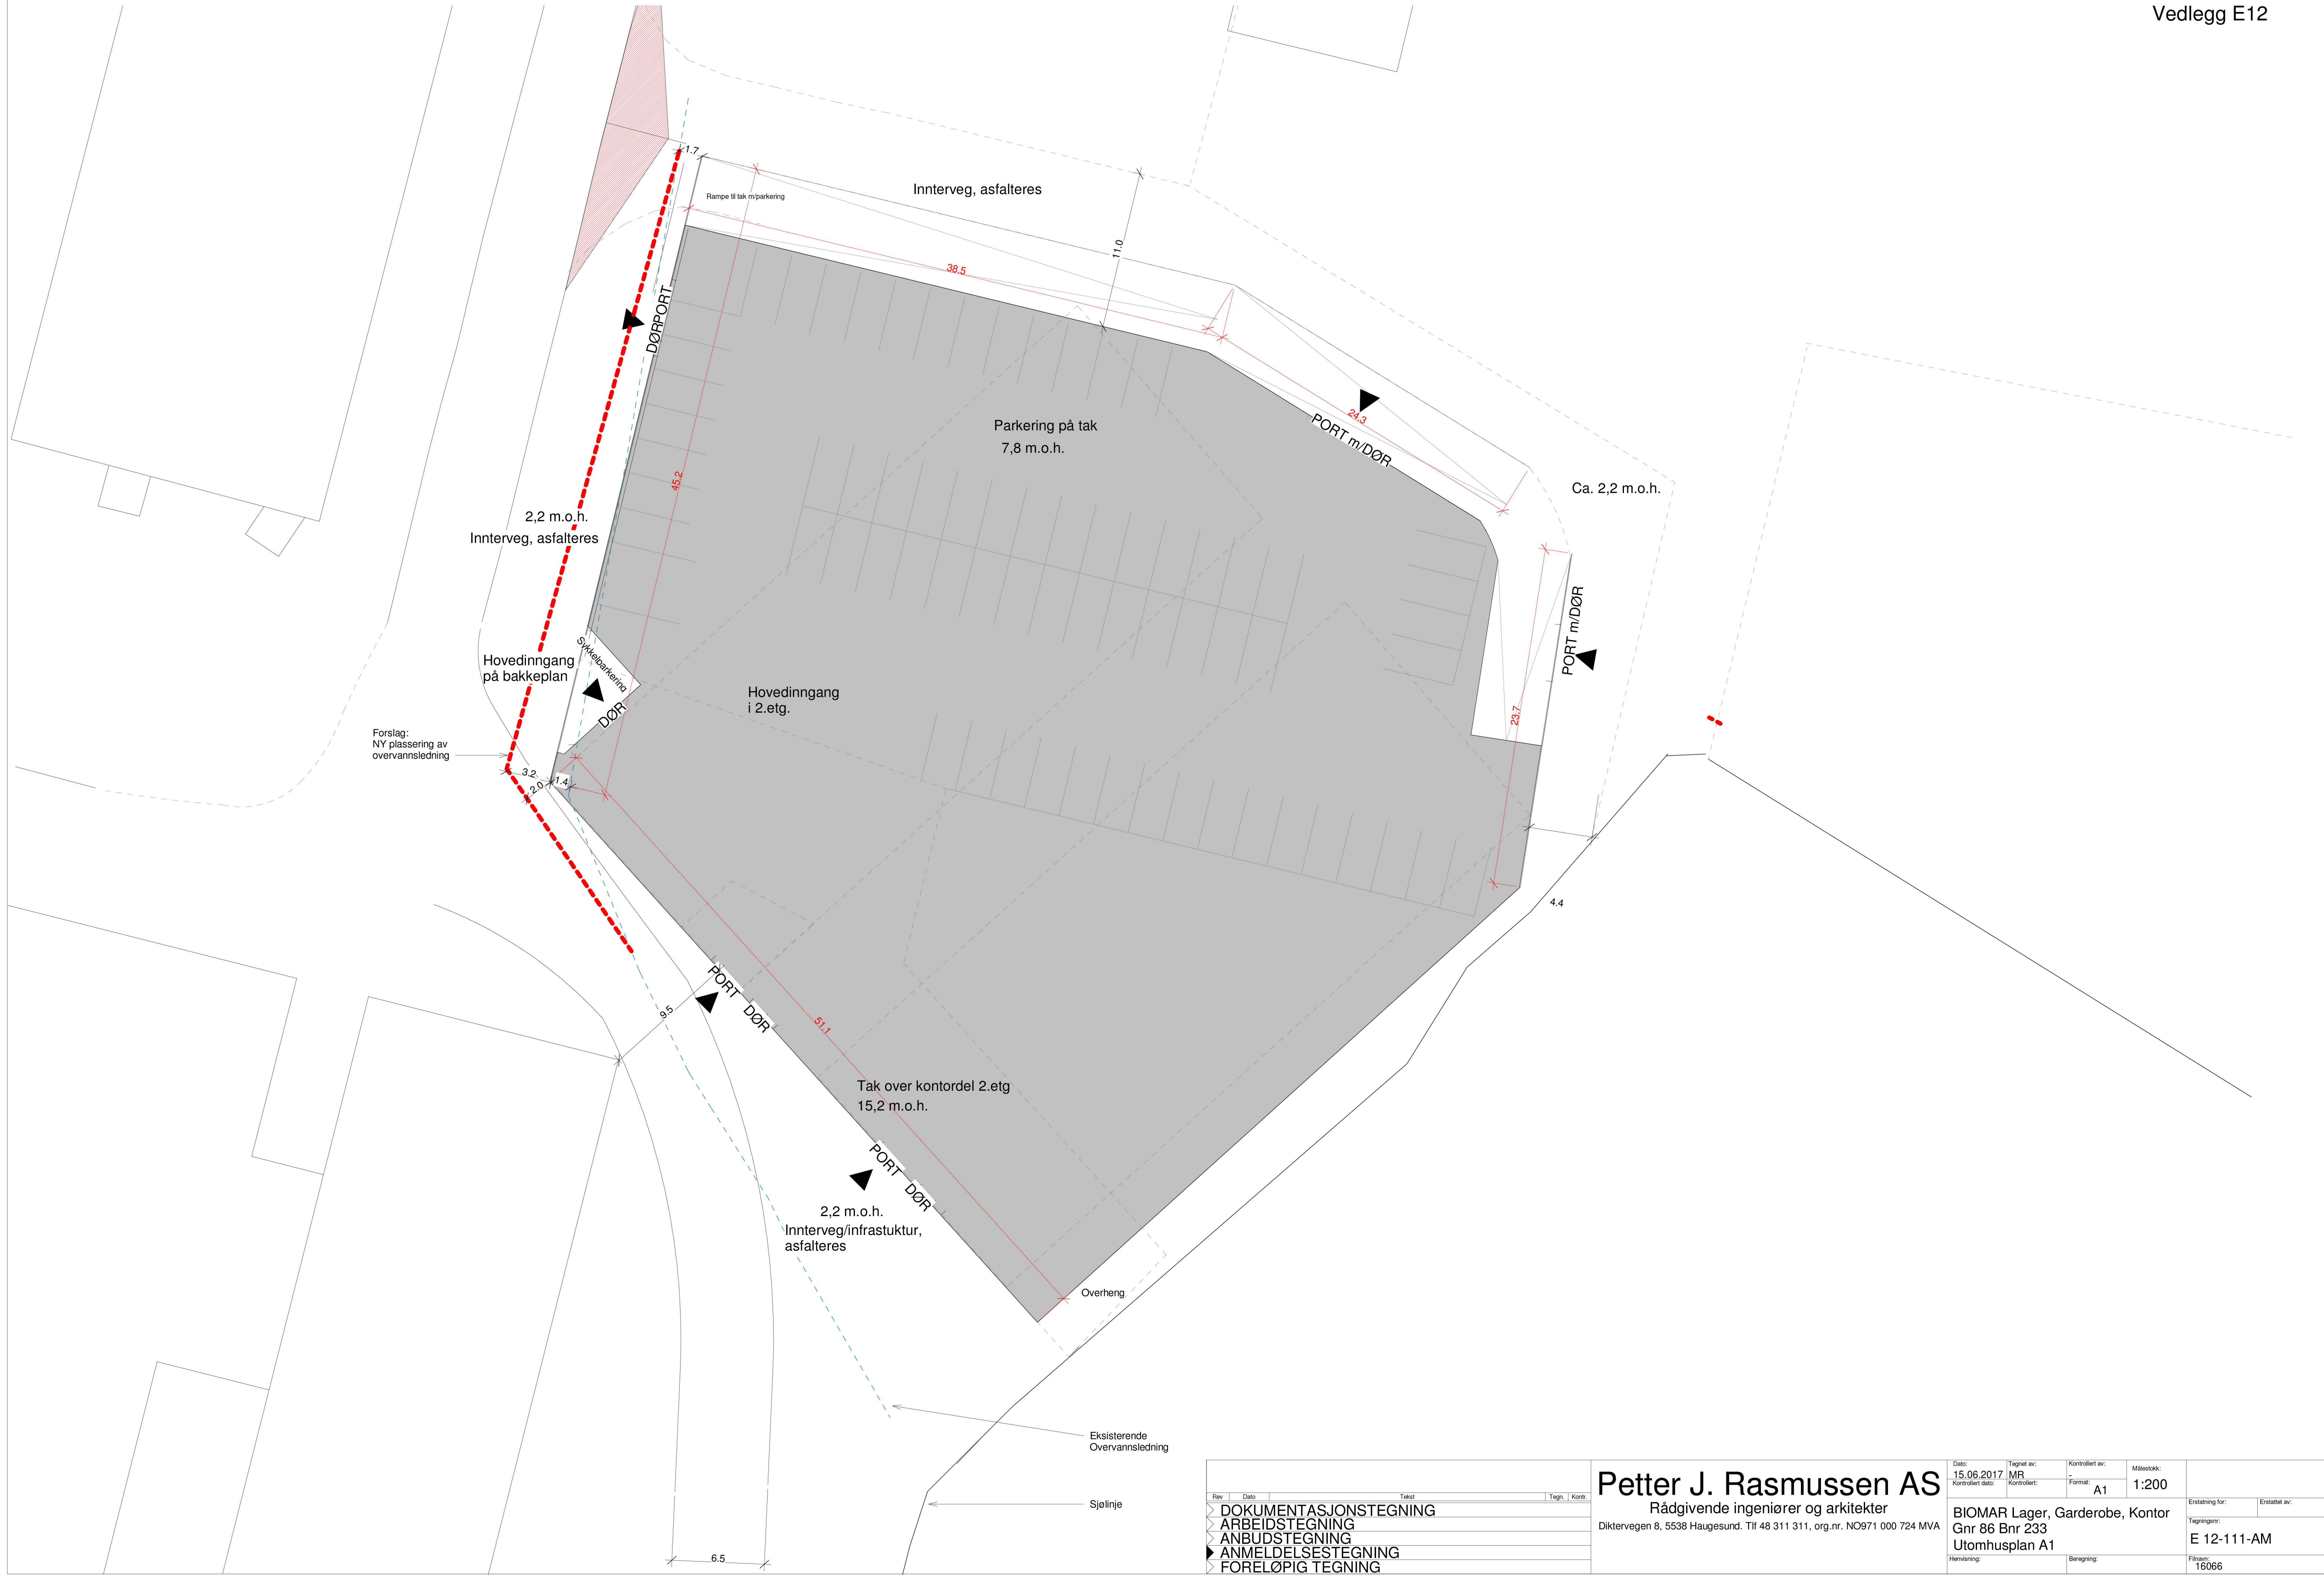 Vedlegg E12
1.7
Rampe til tak m/parkering
Innterveg, asfalteres
11.0
38.5
DØR
PORT
24.3
PORT m/DØR
Parkering på tak
7,8 m.o.h.
45.2
Ca. 2,2 m.o.h.
2,2 m.o.h.
Innterveg, asfalteres
PORT m/DØR
Sykkelparkering
Hovedinngang
på bakkeplan
DØR
Hovedinngang
i 2.etg.
23.7
Forslag:
NY plassering av
overvannsledning
3.2
1.4
2.0
4.4
PORT
DØR
9.5
51.1
Tak over kontordel 2.etg
15,2 m.o.h.
PORT
DØR
2,2 m.o.h.
Innterveg/infrastuktur,
asfalteres
Overheng
Eksisterende
Overvannsledning
Sjølinje
6.5
Rev Dato Tekst Tegn. Kontr.
DOKUMENTASJONSTEGNING
ARBEIDSTEGNING
ANBUDSTEGNING
ANMELDELSESTEGNING
FORELØPIG TEGNING
Petter J. Rasmussen AS
Rådgivende ingeniører og arkitekter
Diktervegen 8, 5538 Haugesund. Tlf 48 311 311, org.nr. NO971 000 724 MVA
Dato: Tegnet av: Kontrollert av: Målestokk:
15.06.2017 MR - 1:200
Kontrollert dato: Kontrollert: Format:
A1
BIOMAR Lager, Garderobe, Kontor
Gnr 86 Bnr 233
Utomhusplan A1
Henvisning: Beregning:
Erstatning for: Erstattet av:
Tegningsnr:
E 12-111-AM
Filnavn:
16066